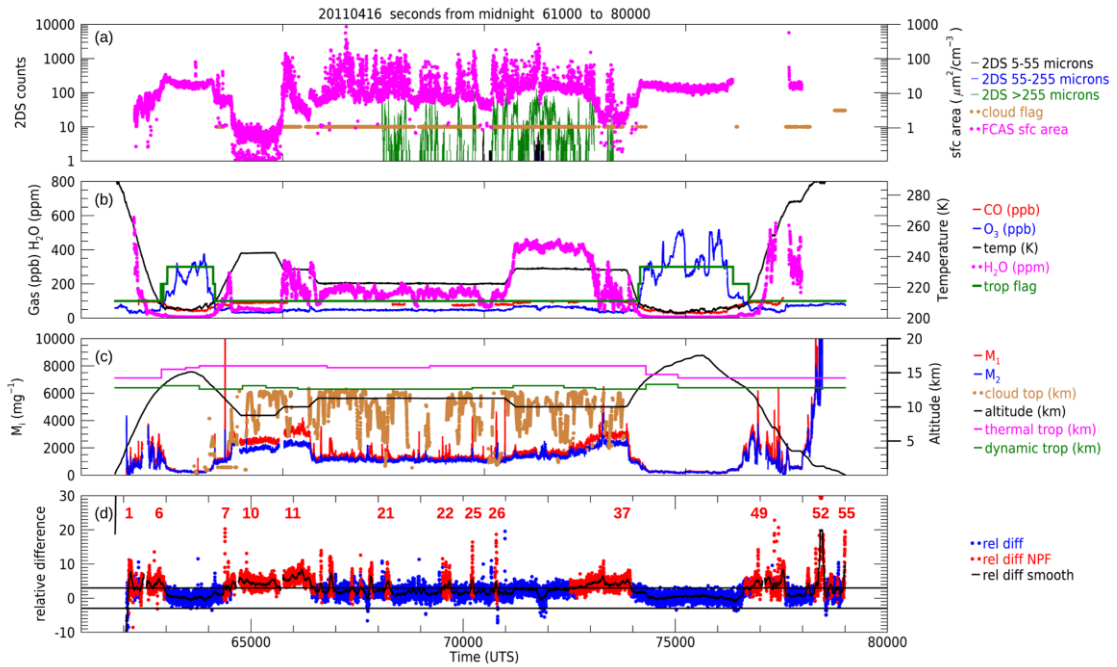 20110416 seconds from midnight 61000 to 80000
(a)
10000
1000
100
10
1
2DS counts
1000
100
10
1
sfc area ( μm²/cm⁻³)
2DS 5-55 microns
2DS 55-255 microns
2DS >255 microns
cloud flag
FCAS sfc area
(b)
800
600
400
200
0
Gas (ppb) H₂O (ppm)
280
260
240
220
200
Temperature (K)
CO (ppb)
O₃ (ppb)
temp (K)
H₂O (ppm)
trop flag
(c)
10000
8000
6000
4000
2000
0
Mᵢ (mg⁻¹)
20
15
10
5
Altitude (km)
M₁
M₂
cloud top (km)
altitude (km)
thermal trop (km)
dynamic trop (km)
(d)
30
20
10
0
-10
relative difference
1 6 7 10 11 21 22 25 26 37 49 52 55
rel diff
rel diff NPF
rel diff smooth
65000 70000 75000 80000
Time (UTS)